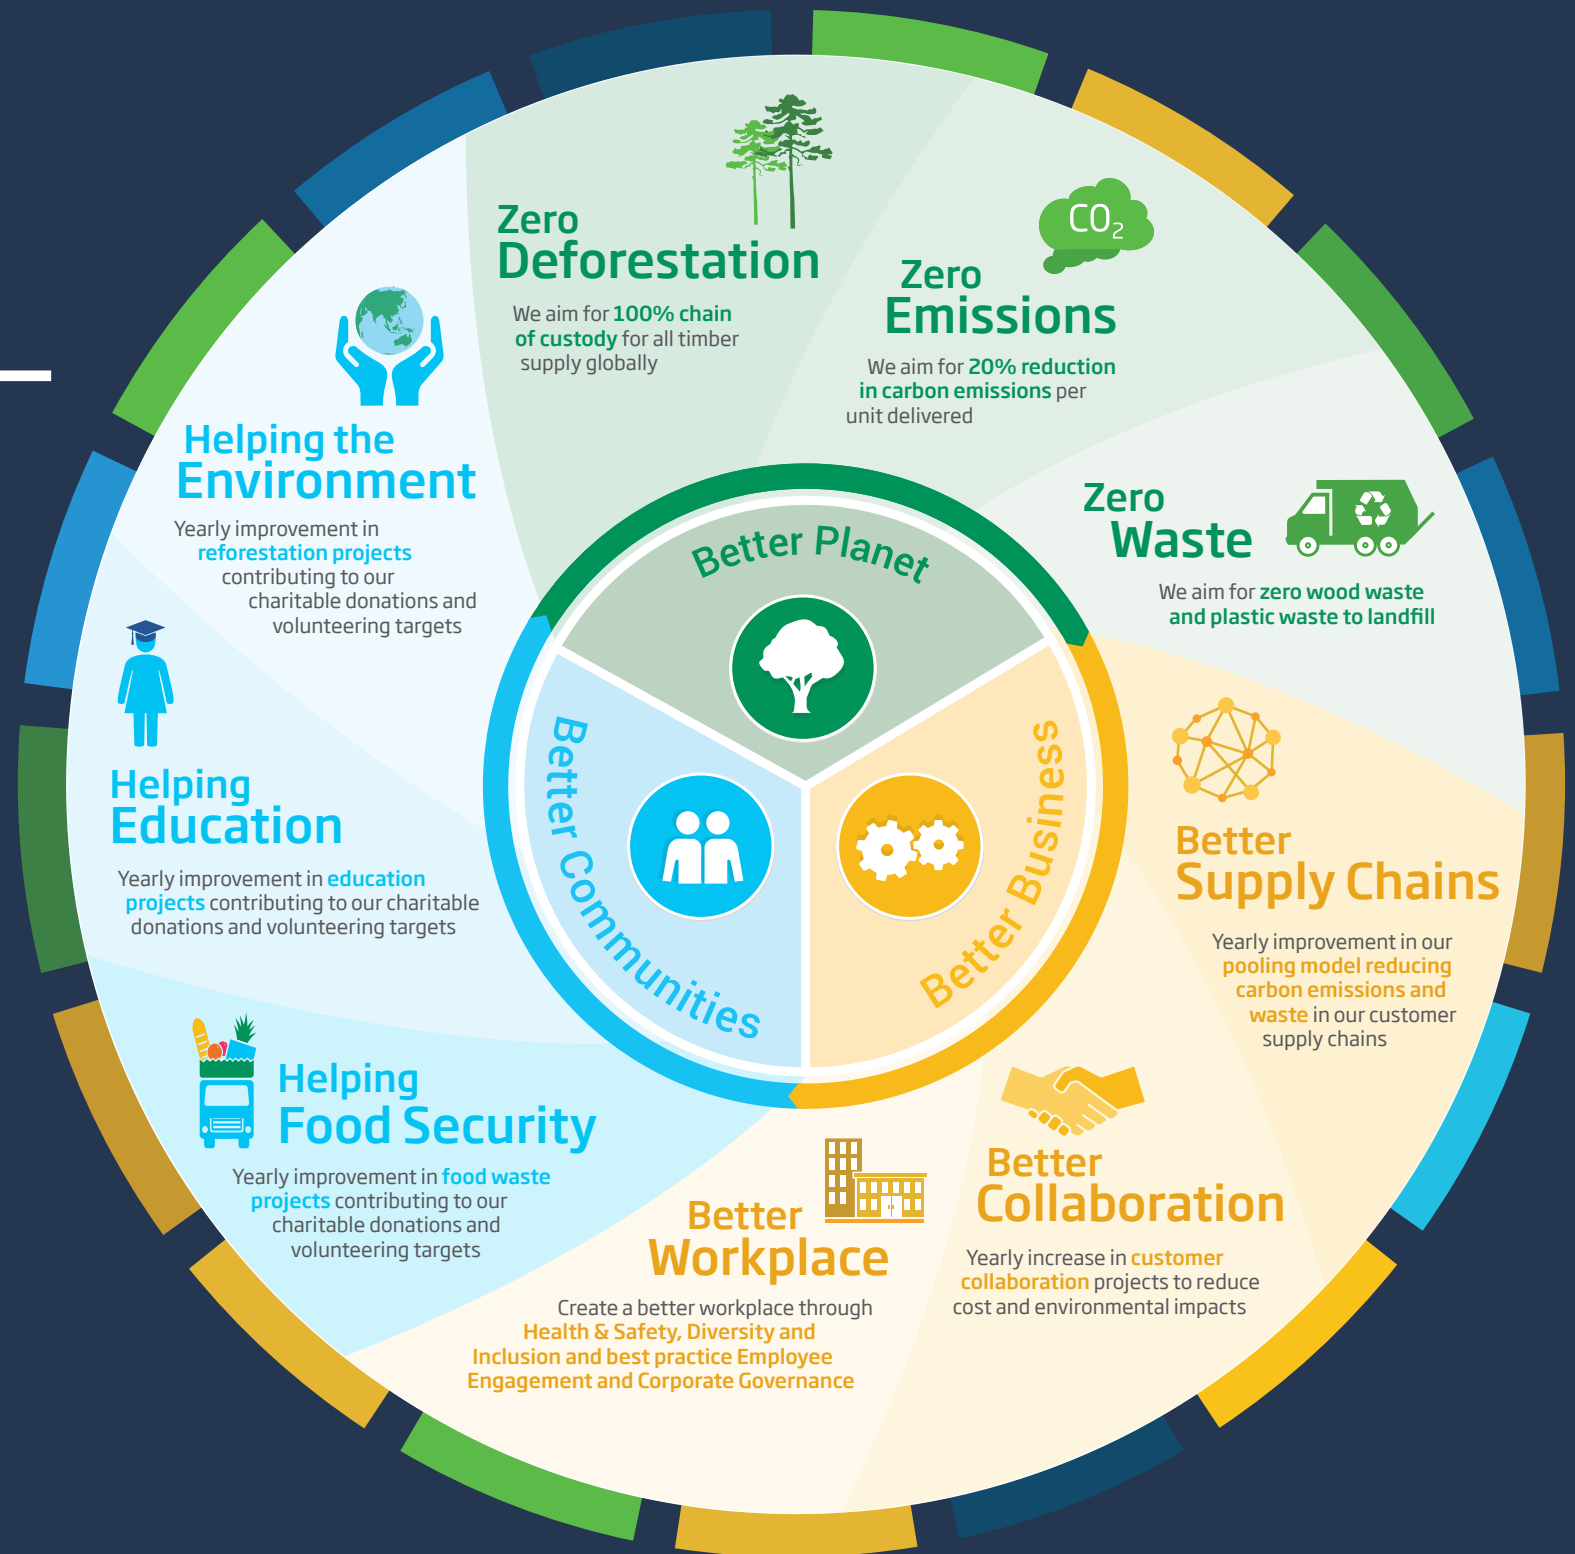 Zero
Deforestation
We aim for 100% chain
of custody for all timber
supply globally
CO2
Zero
Emissions
We aim for 20% reduction
in carbon emissions per
unit delivered
Zero
Waste
We aim for zero wood waste
and plastic waste to landfill
Better
Supply Chains
Yearly improvement in our
pooling model reducing
carbon emissions and
waste in our customer
supply chains
Better
Collaboration
Yearly increase in customer
collaboration projects to reduce
cost and environmental impacts
Better
Workplace
Create a better workplace through
Health & Safety, Diversity and
Inclusion and best practice Employee
Engagement and Corporate Governance
Helping
Food Security
Yearly improvement in food waste
projects contributing to our
charitable donations and
volunteering targets
Helping
Education
Yearly improvement in education
projects contributing to our charitable
donations and volunteering targets
Helping the
Environment
Yearly improvement in
reforestation projects
contributing to our
charitable donations and
volunteering targets
Better Planet
Better Business
Better Communities